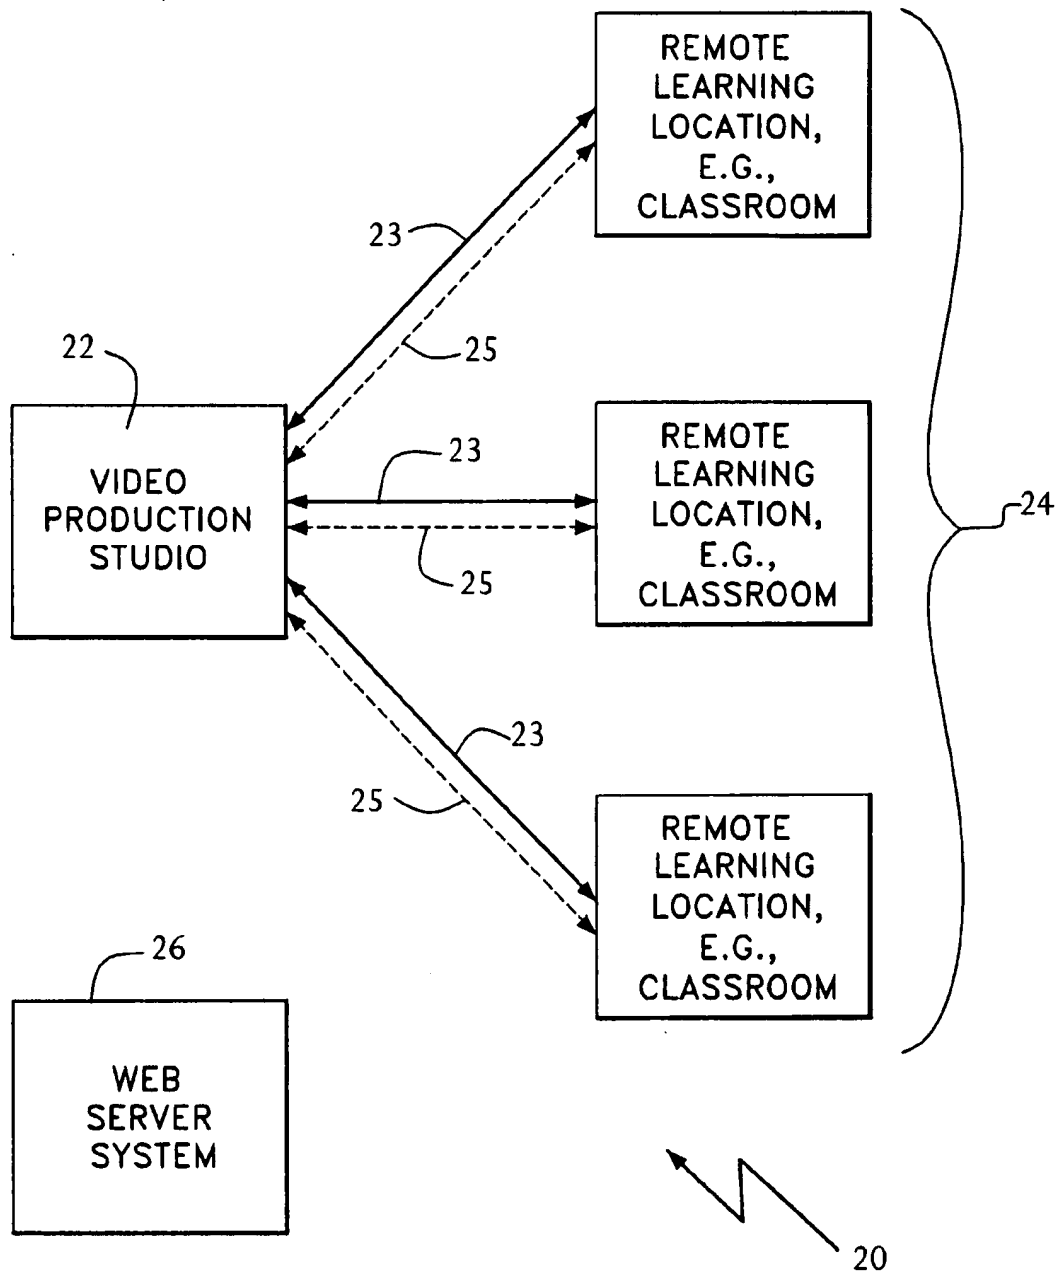 REMOTE
LEARNING
LOCATION,
E.G.,
CLASSROOM
23
25
22
VIDEO
PRODUCTION
STUDIO
23
25
REMOTE
LEARNING
LOCATION,
E.G.,
CLASSROOM
24
23
25
REMOTE
LEARNING
LOCATION,
E.G.,
CLASSROOM
26
WEB
SERVER
SYSTEM
20